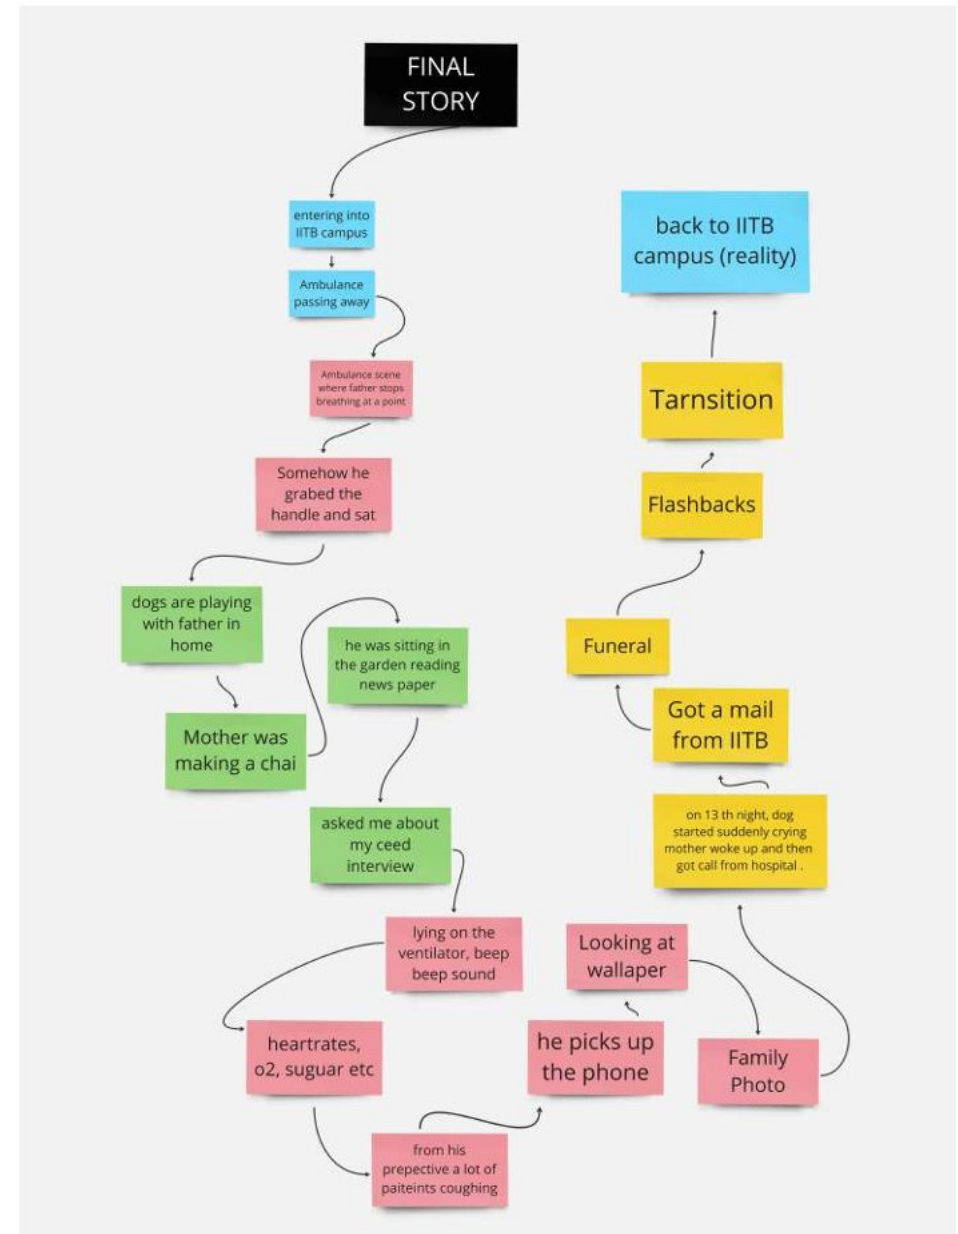 FINAL
STORY
entering into
IITB campus
Ambulance
passing away
Ambulance scene
where father stops
breathing at a point
Somehow he
grabed the
handle and sat
dogs are playing
with father in
home
Mother was
making a chai
he was sitting in
the garden reading
news paper
asked me about
my ceed
interview
lying on the
ventilator, beep
beep sound
heartrates,
o2, suguar etc
from his
prepective a lot of
paiteints coughing
he picks up
the phone
Looking at
wallaper
Family
Photo
on 13 th night, dog
started suddenly crying
mother woke up and then
got call from hospital .
Got a mail
from IITB
Funeral
Flashbacks
Tarnsition
back to IITB
campus (reality)